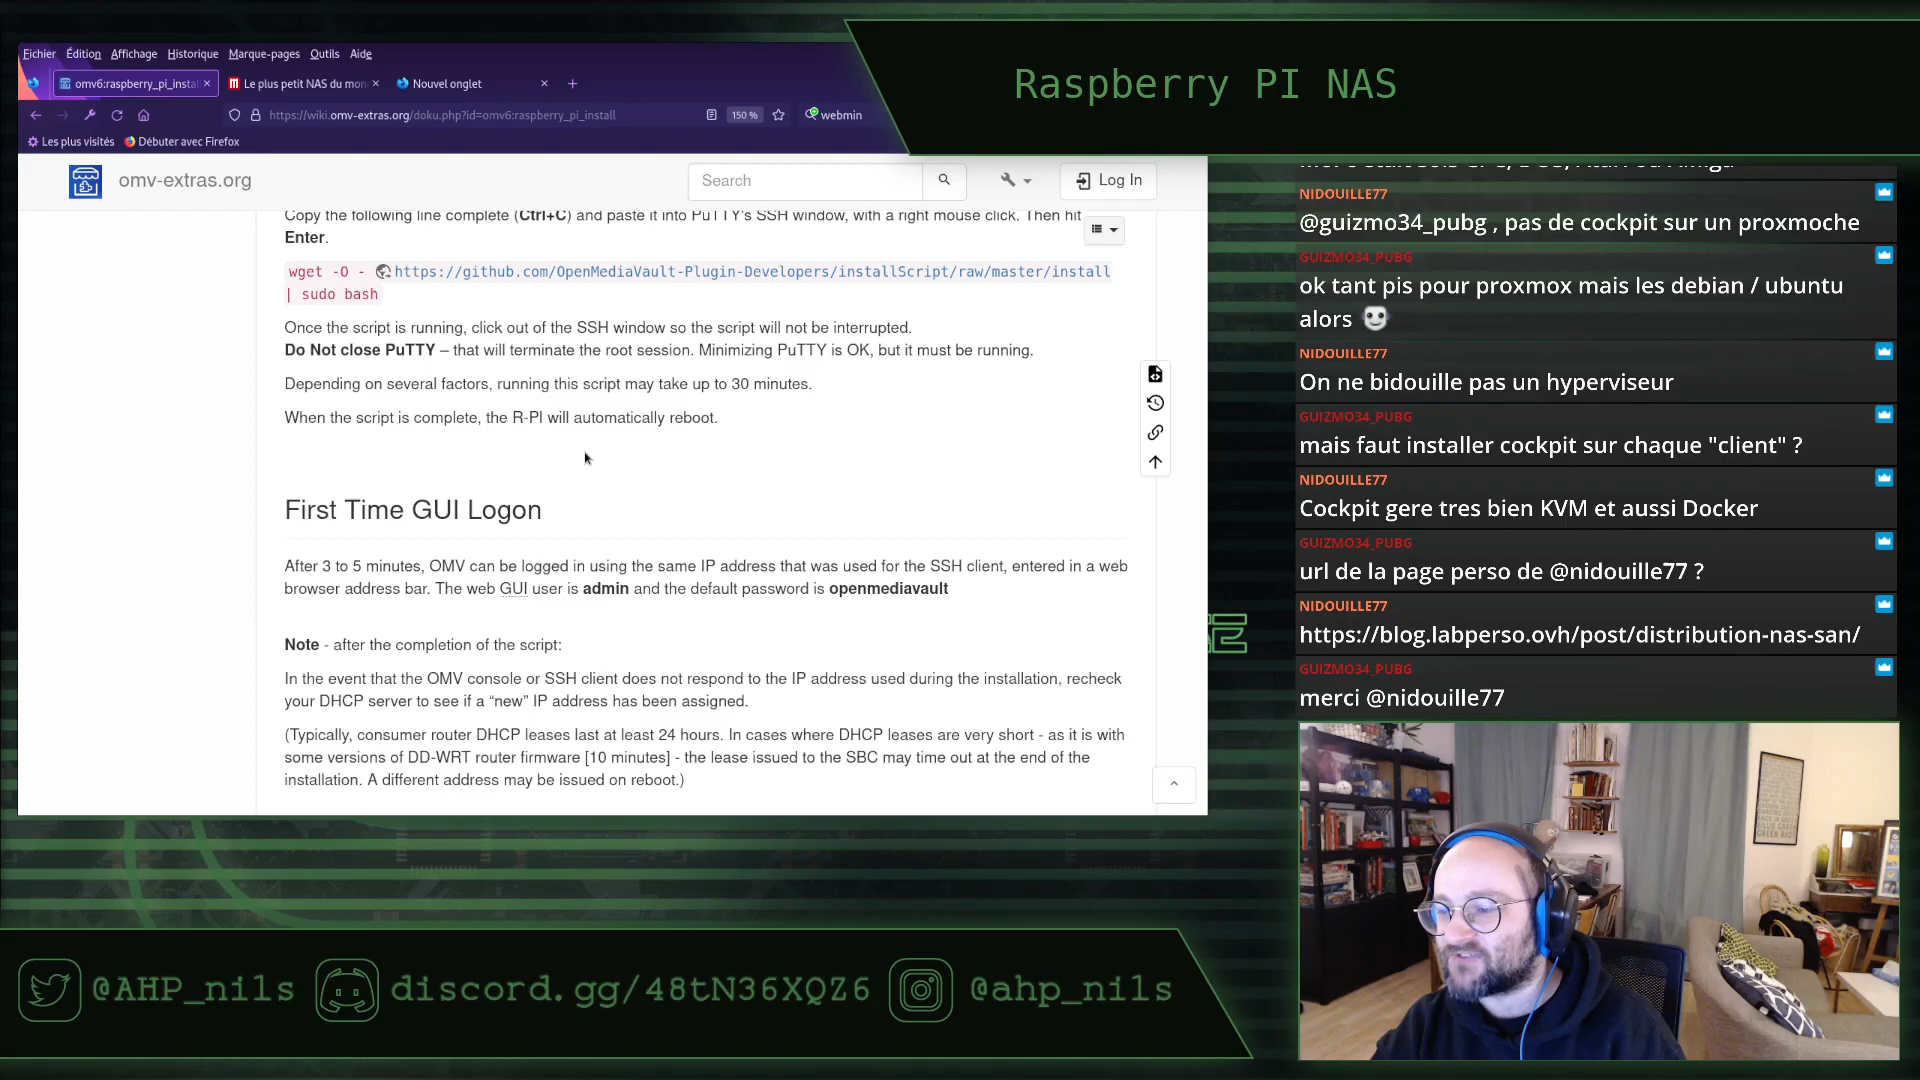 Raspberry PI NAS
Fichier Édition Affichage Historique Marque-pages Outils Aide
omv6:raspberry_pi_instal
Le plus petit NAS du mon
Nouvel onglet
https://wiki.omv-extras.org/doku.php?id=omv6:raspberry_pi_install
150 %
webmin
Les plus visités Débuter avec Firefox
omv-extras.org
Search
Log In
Copy the following line complete (Ctrl+C) and paste it into PuTTY's SSH window, with a right mouse click. Then hit
Enter.
wget -O - https://github.com/OpenMediaVault-Plugin-Developers/installScript/raw/master/install
| sudo bash
Once the script is running, click out of the SSH window so the script will not be interrupted.
Do Not close PuTTY – that will terminate the root session. Minimizing PuTTY is OK, but it must be running.
Depending on several factors, running this script may take up to 30 minutes.
When the script is complete, the R-PI will automatically reboot.
First Time GUI Logon
After 3 to 5 minutes, OMV can be logged in using the same IP address that was used for the SSH client, entered in a web
browser address bar. The web GUI user is admin and the default password is openmediavault
Note - after the completion of the script:
In the event that the OMV console or SSH client does not respond to the IP address used during the installation, recheck
your DHCP server to see if a “new” IP address has been assigned.
(Typically, consumer router DHCP leases last at least 24 hours. In cases where DHCP leases are very short - as it is with
some versions of DD-WRT router firmware [10 minutes] - the lease issued to the SBC may time out at the end of the
installation. A different address may be issued on reboot.)
NIDOUILLE77
@guizmo34_pubg , pas de cockpit sur un proxmoche
GUIZMO34_PUBG
ok tant pis pour proxmox mais les debian / ubuntu
alors
NIDOUILLE77
On ne bidouille pas un hyperviseur
GUIZMO34_PUBG
mais faut installer cockpit sur chaque "client" ?
NIDOUILLE77
Cockpit gere tres bien KVM et aussi Docker
GUIZMO34_PUBG
url de la page perso de @nidouille77 ?
NIDOUILLE77
https://blog.labperso.ovh/post/distribution-nas-san/
GUIZMO34_PUBG
merci @nidouille77
@AHP_nils
discord.gg/48tN36XQZ6
@ahp_nils